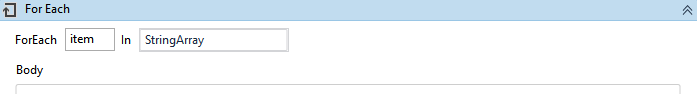 For Each
ForEach item In StringArray
Body